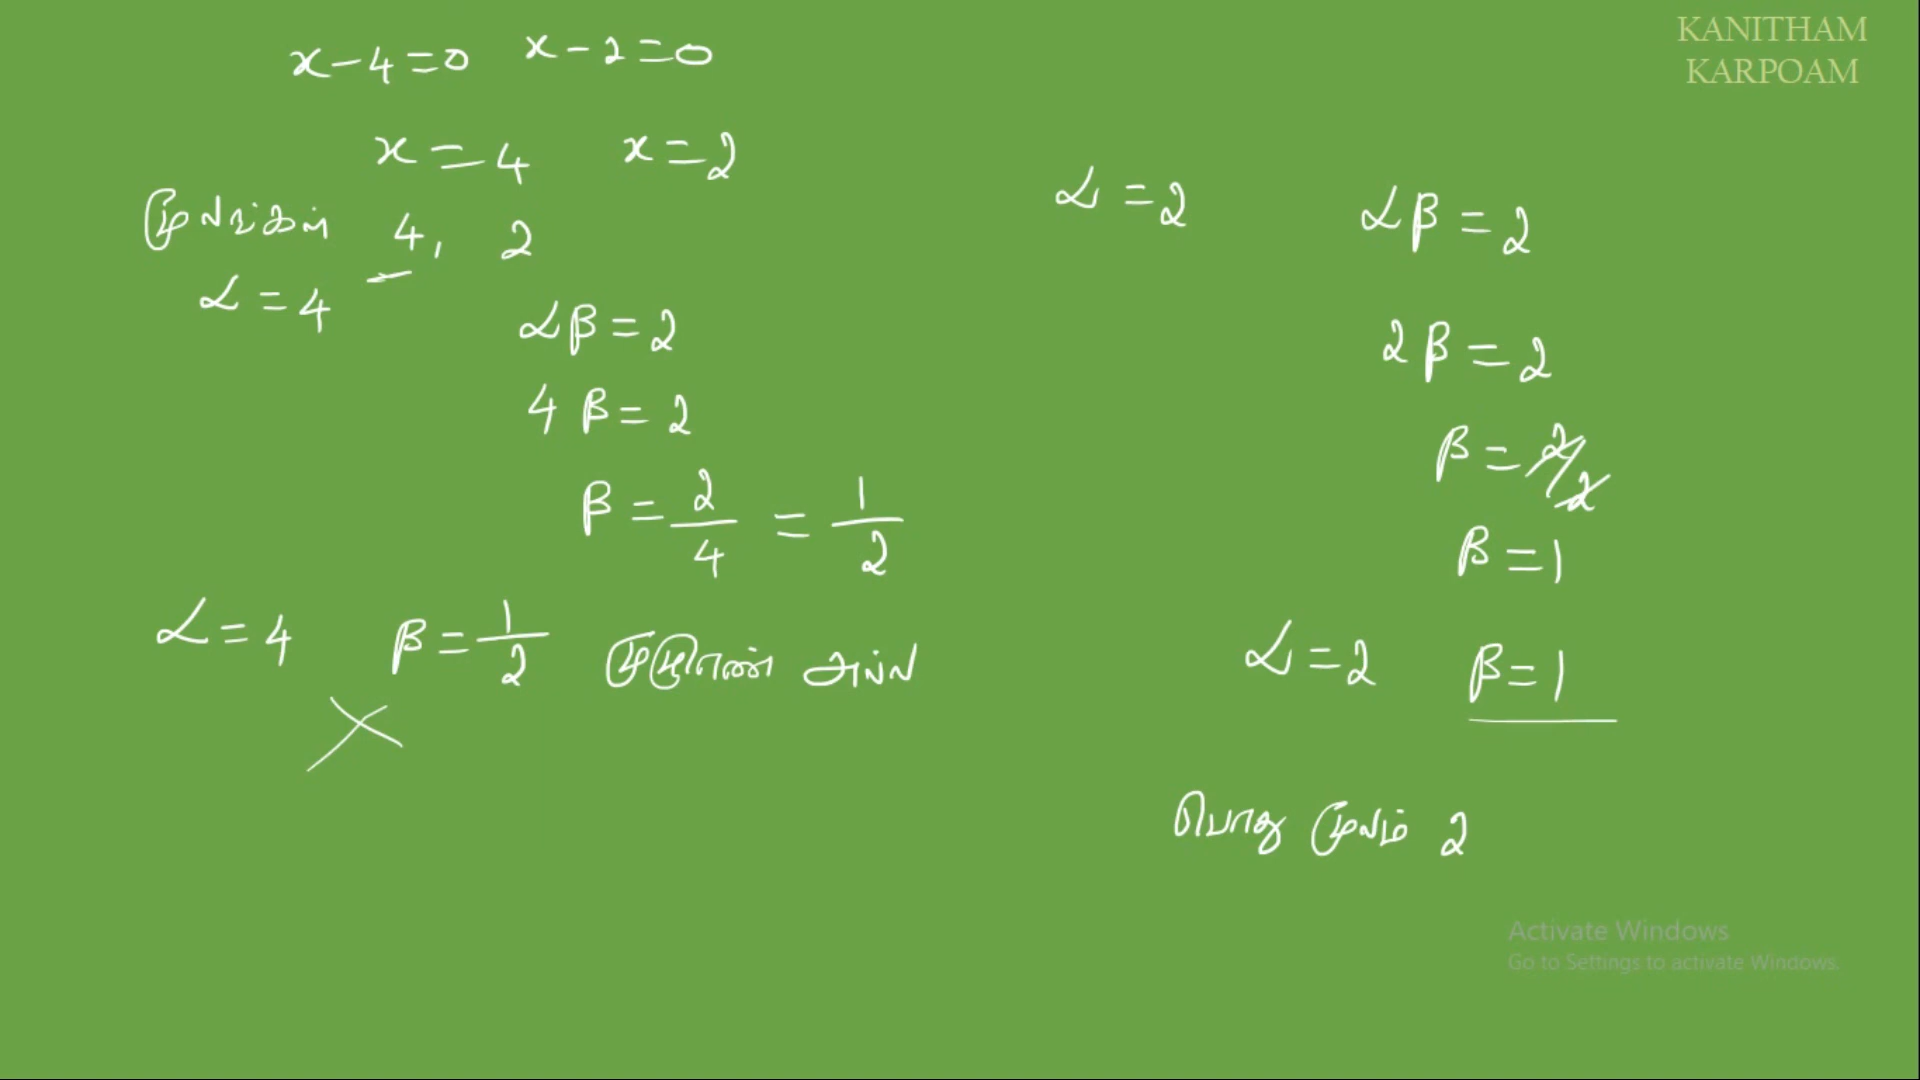 KANITHAM
KARPOAM
x-4=0 x-2=0
x=4 x=2
மூலங்கள் 4, 2
α=4
αβ=2
4β=2
β=2/4=1/2
α=4 β=1/2 முழுஎண் அல்ல
α=2 αβ=2
2β=2
β=2/2
β=1
α=2 β=1
பொது மூலம் 2
Activate Windows
Go to Settings to activate Windows.